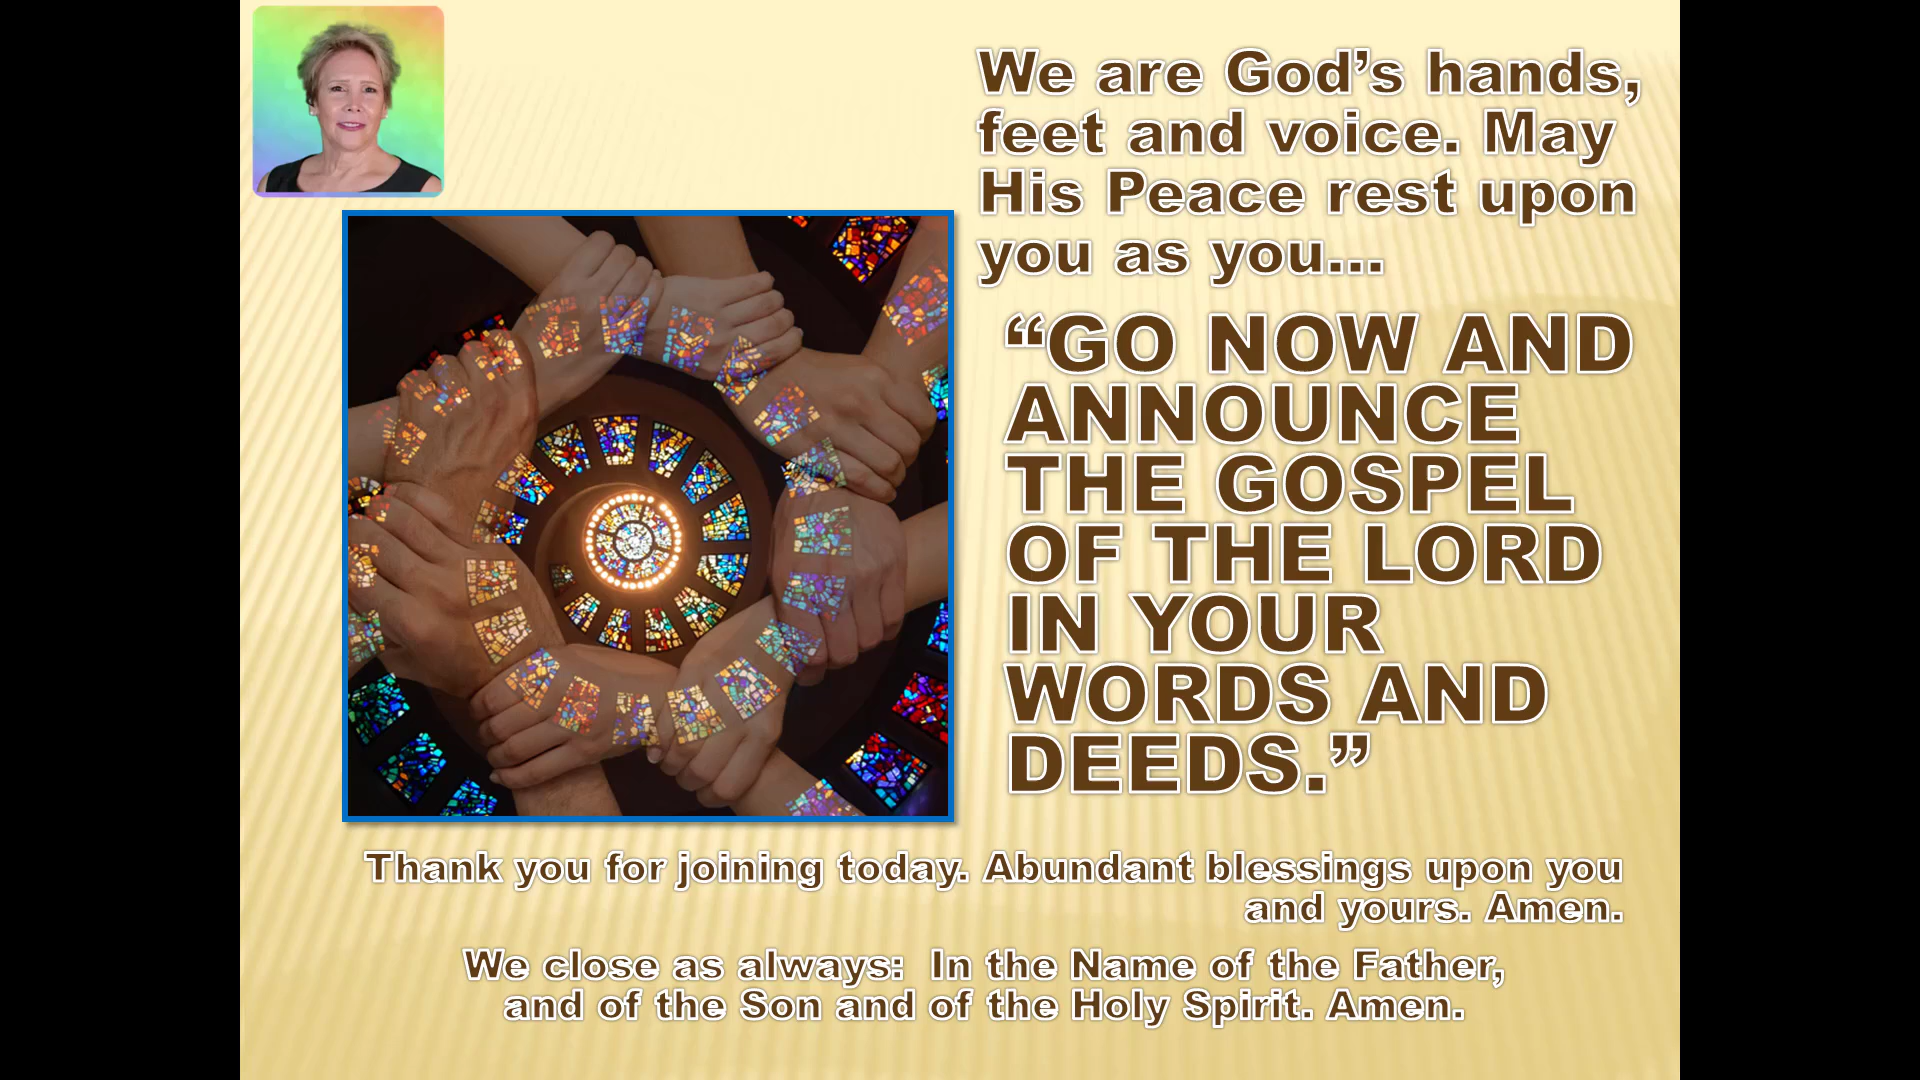 We are God’s hands,
feet and voice. May
His Peace rest upon
you as you…
“GO NOW AND
ANNOUNCE
THE GOSPEL
OF THE LORD
IN YOUR
WORDS AND
DEEDS.”
Thank you for joining today. Abundant blessings upon you
and yours. Amen.
We close as always:  In the Name of the Father,
and of the Son and of the Holy Spirit. Amen.